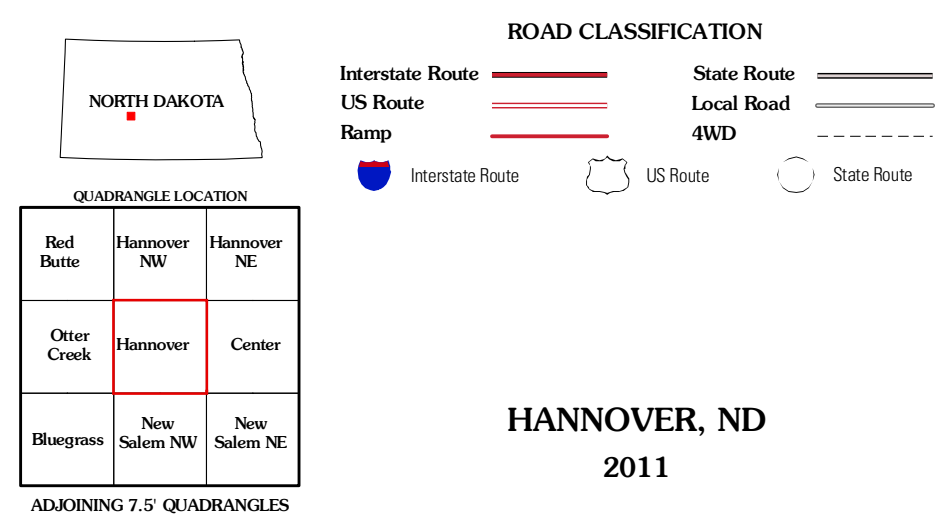 ROAD CLASSIFICATION
Interstate Route
State Route
US Route
Local Road
Ramp
4WD
Interstate Route
US Route
State Route
NORTH DAKOTA
QUADRANGLE LOCATION
Red
Butte
Hannover
NW
Hannover
NE
Otter
Creek
Hannover
Center
Bluegrass
New
Salem NW
New
Salem NE
ADJOINING 7.5' QUADRANGLES
HANNOVER, ND
2011